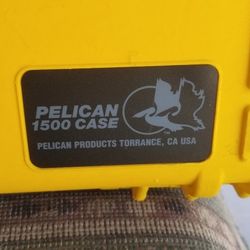 PELICAN
1500 CASE
PELICAN PRODUCTS TORRANCE, CA USA